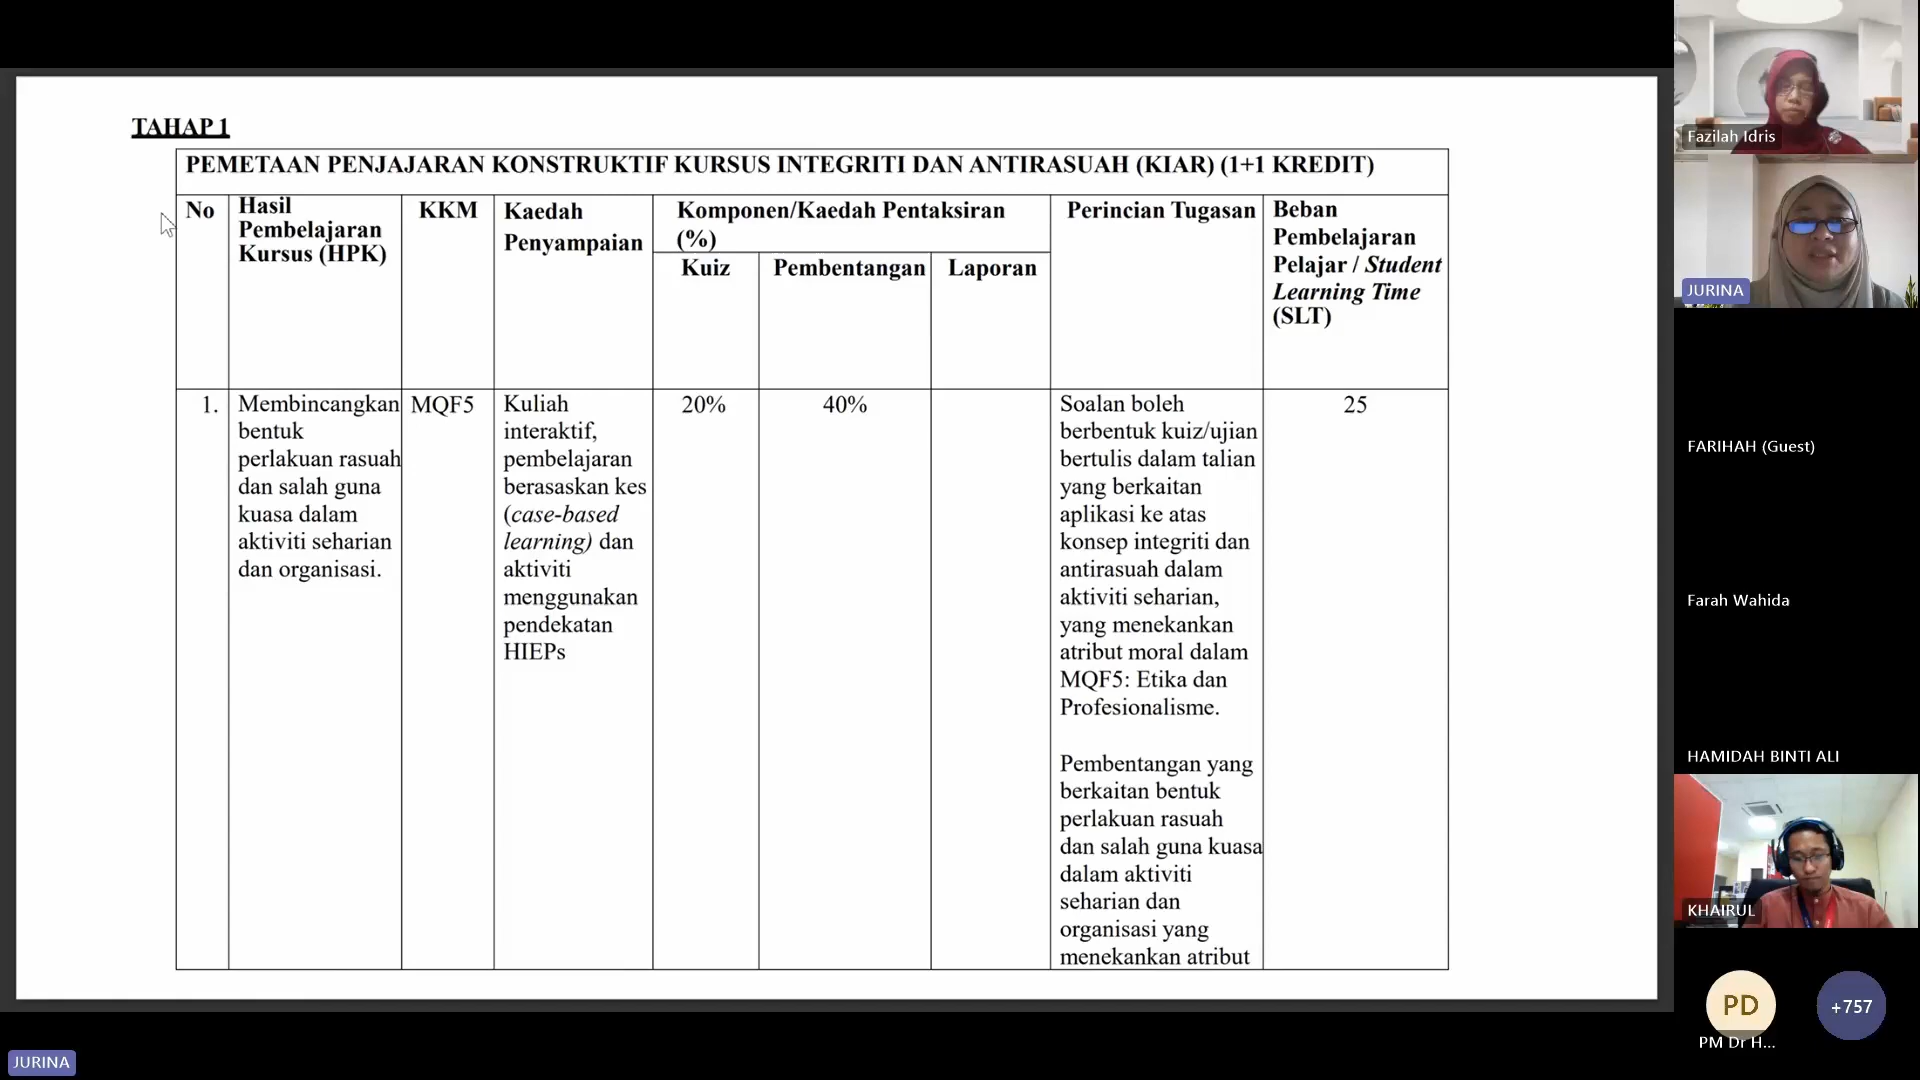 TAHAP 1
PEMETAAN PENJAJARAN KONSTRUKTIF KURSUS INTEGRITI DAN ANTIRASUAH (KIAR) (1+1 KREDIT)
No
Hasil
Pembelajaran
Kursus (HPK)
KKM
Kaedah
Penyampaian
Komponen/Kaedah Pentaksiran
(%)
Kuiz
Pembentangan
Laporan
Perincian Tugasan
Beban
Pembelajaran
Pelajar / Student
Learning Time
(SLT)
1.
Membincangkan
bentuk
perlakuan rasuah
dan salah guna
kuasa dalam
aktiviti seharian
dan organisasi.
MQF5
Kuliah
interaktif,
pembelajaran
berasaskan kes
(case-based
learning) dan
aktiviti
menggunakan
pendekatan
HIEPs
20%
40%
Soalan boleh
berbentuk kuiz/ujian
bertulis dalam talian
yang berkaitan
aplikasi ke atas
konsep integriti dan
antirasuah dalam
aktiviti seharian,
yang menekankan
atribut moral dalam
MQF5: Etika dan
Profesionalisme.
Pembentangan yang
berkaitan bentuk
perlakuan rasuah
dan salah guna kuasa
dalam aktiviti
seharian dan
organisasi yang
menekankan atribut
25
Fazilah Idris
JURINA
FARIHAH (Guest)
Farah Wahida
HAMIDAH BINTI ALI
KHAIRUL
PD
PM Dr H...
+757
JURINA